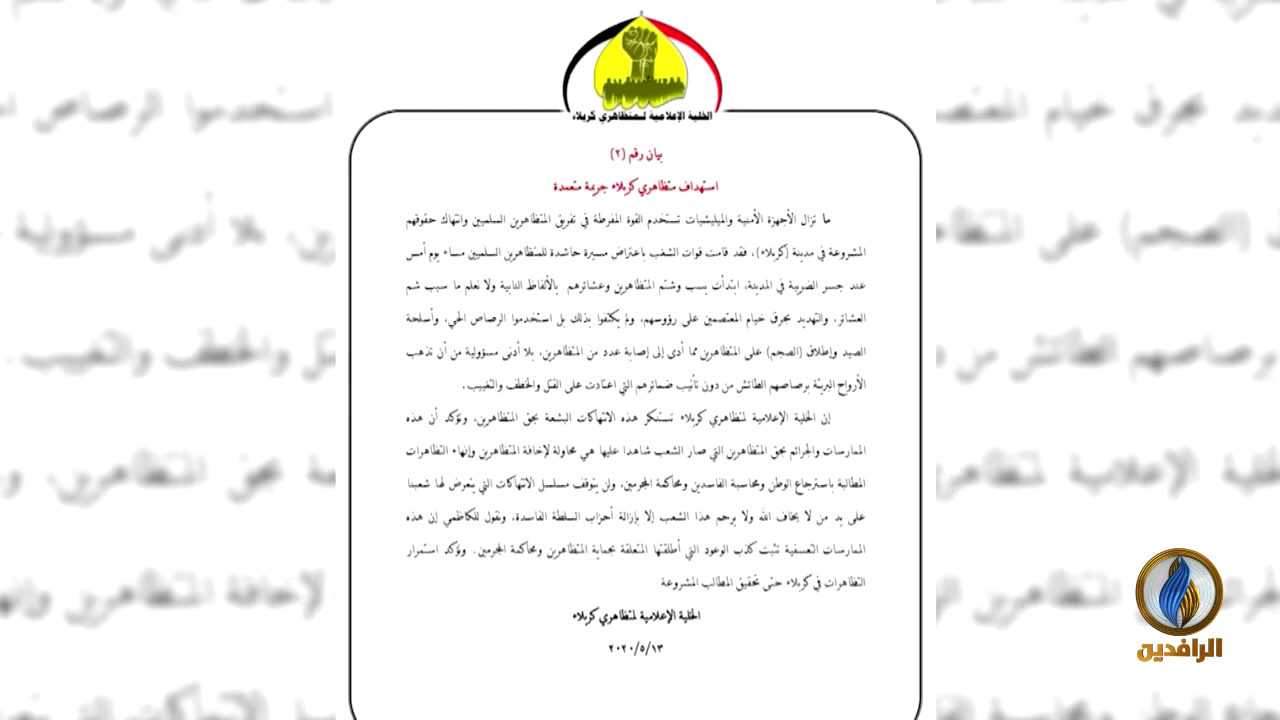 الخلية الإعلامية لمتظاهري كربلاء
بيان رقم (٢)
استهداف متظاهري كربلاء جريمة متعمدة
ما تزال الأجهزة الأمنية والميليشيات تستخدم القوة المفرطة في تفريق المتظاهرين السلميين وانتهاك حقوقهم
المشروعة في مدينة (كربلاء)، فقد قامت قوات الشغب باعتراض مسيرة حاشدة للمتظاهرين السلميين مساء يوم أمس
عند جسر الضريبة في المدينة، ابتدأت بسب وشتم المتظاهرين وعشائرهم بالألفاظ النابية ولا نعلم ما سبب شتم
العشائر، والتهديد بحرق خيام المعتصمين على رؤوسهم، ولم يكتفوا بذلك بل استخدموا الرصاص الحي، وأسلحة
الصيد وإطلاق (الصجم) على المتظاهرين مما أدى إلى إصابة عدد من المتظاهرين، بلا أدنى مسؤولية من أن تذهب
الأرواح البريئة برصاصهم الطائش من دون تأنيب ضمائرهم التي اعتادت على القتل والخطف والتغييب.
إن الخلية الإعلامية لمتظاهري كربلاء تستنكر هذه الانتهاكات البشعة بحق المتظاهرين، ونؤكد أن هذه
الممارسات والجرائم بحق المتظاهرين التي صار الشعب شاهدا عليها هي محاولة لإخافة المتظاهرين وإنهاء التظاهرات
المطالبة باسترجاع الوطن ومحاسبة الفاسدين ومحاكمة المجرمين، ولن يتوقف مسلسل الانتهاكات التي يتعرض لها شعبنا
على يد من لا يخاف الله ولا يرحم هذا الشعب إلا بإزالة أحزاب السلطة الفاسدة، ونقول للكاظمي إن هذه
الممارسات التعسفية تثبت كذب الوعود التي أطلقتها المتعلقة بحماية المتظاهرين ومحاكمة المجرمين. ونؤكد استمرار
التظاهرات في كربلاء حتى تحقيق المطالب المشروعة
الخلية الإعلامية لمتظاهري كربلاء
٢٠٢٠/٥/١٣
الرافدين